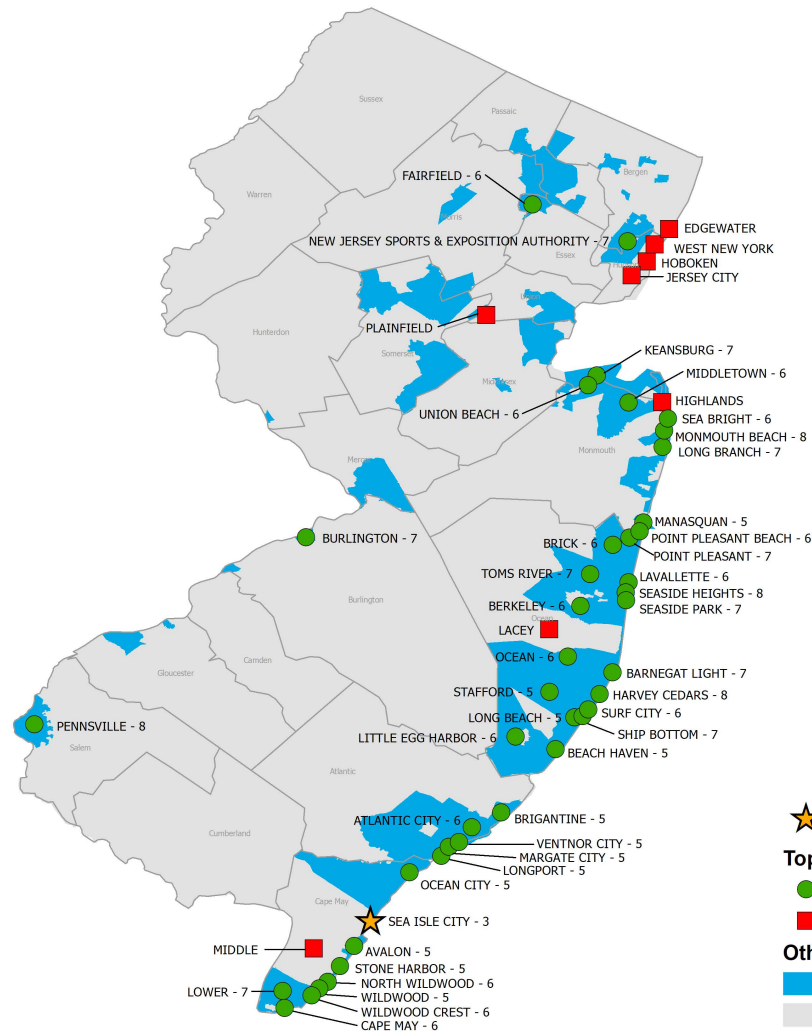 Sussex
Passaic
Bergen
Warren
FAIRFIELD - 6
Morris
EDGEWATER
NEW JERSEY SPORTS & EXPOSITION AUTHORITY - 7
WEST NEW YORK
Essex
HOBOKEN
JERSEY CITY
Union
PLAINFIELD
Hunterdon
Somerset
KEANSBURG - 7
MIDDLETOWN - 6
Middlesex
HIGHLANDS
UNION BEACH - 6
SEA BRIGHT - 6
MONMOUTH BEACH - 8
Monmouth
LONG BRANCH - 7
Mercer
MANASQUAN - 5
BURLINGTON - 7
POINT PLEASANT BEACH - 6
BRICK - 6
POINT PLEASANT - 7
TOMS RIVER - 7
LAVALLETTE - 6
SEASIDE HEIGHTS - 8
Burlington
BERKELEY - 6
SEASIDE PARK - 7
Ocean
LACEY
OCEAN - 6
Camden
Gloucester
BARNEGAT LIGHT - 7
STAFFORD - 5
HARVEY CEDARS - 8
LONG BEACH - 5
SURF CITY - 6
PENNSVILLE - 8
SHIP BOTTOM - 7
LITTLE EGG HARBOR - 6
Salem
BEACH HAVEN - 5
Atlantic
ATLANTIC CITY - 6
BRIGANTINE - 5
Cumberland
VENTNOR CITY - 5
MARGATE CITY - 5
LONGPORT - 5
Top
OCEAN CITY - 5
Cape May
SEA ISLE CITY - 3
MIDDLE
AVALON - 5
Oth
STONE HARBOR - 5
NORTH WILDWOOD - 6
LOWER - 7
WILDWOOD - 5
WILDWOOD CREST - 6
CAPE MAY - 6